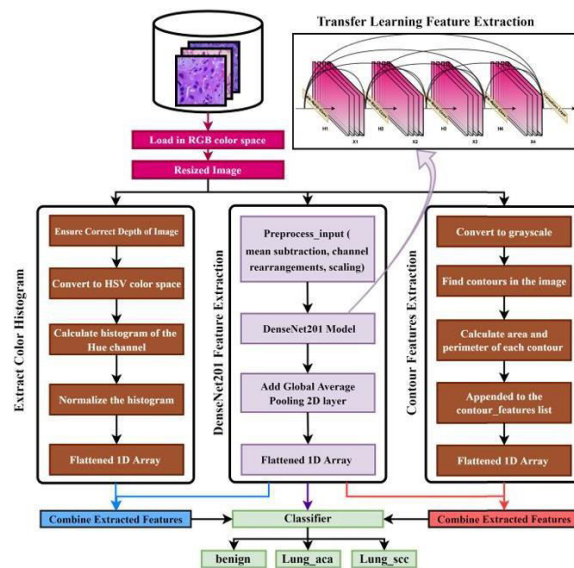 Transfer Learning Feature Extraction
H1
X1
H2
X2
H3
X3
H4
X4
Load in RGB color space
Resized Image
Extract Color Histogram
Ensure Correct Depth of Image
Convert to HSV color space
Calculate histogram of the
Hue channel
Normalize the histogram
Flattened 1D Array
DenseNet201 Feature Extraction
Preprocess_input (
mean subtraction, channel
rearrangements, scaling)
DenseNet201 Model
Add Global Average
Pooling 2D layer
Flattened 1D Array
Contour Features Extraction
Convert to grayscale
Find contours in the image
Calculate area and
perimeter of each contour
Appended to the
contour_features list
Flattened 1D Array
Combine Extracted Features
Classifier
Combine Extracted Features
benign
Lung_aca
Lung_scc